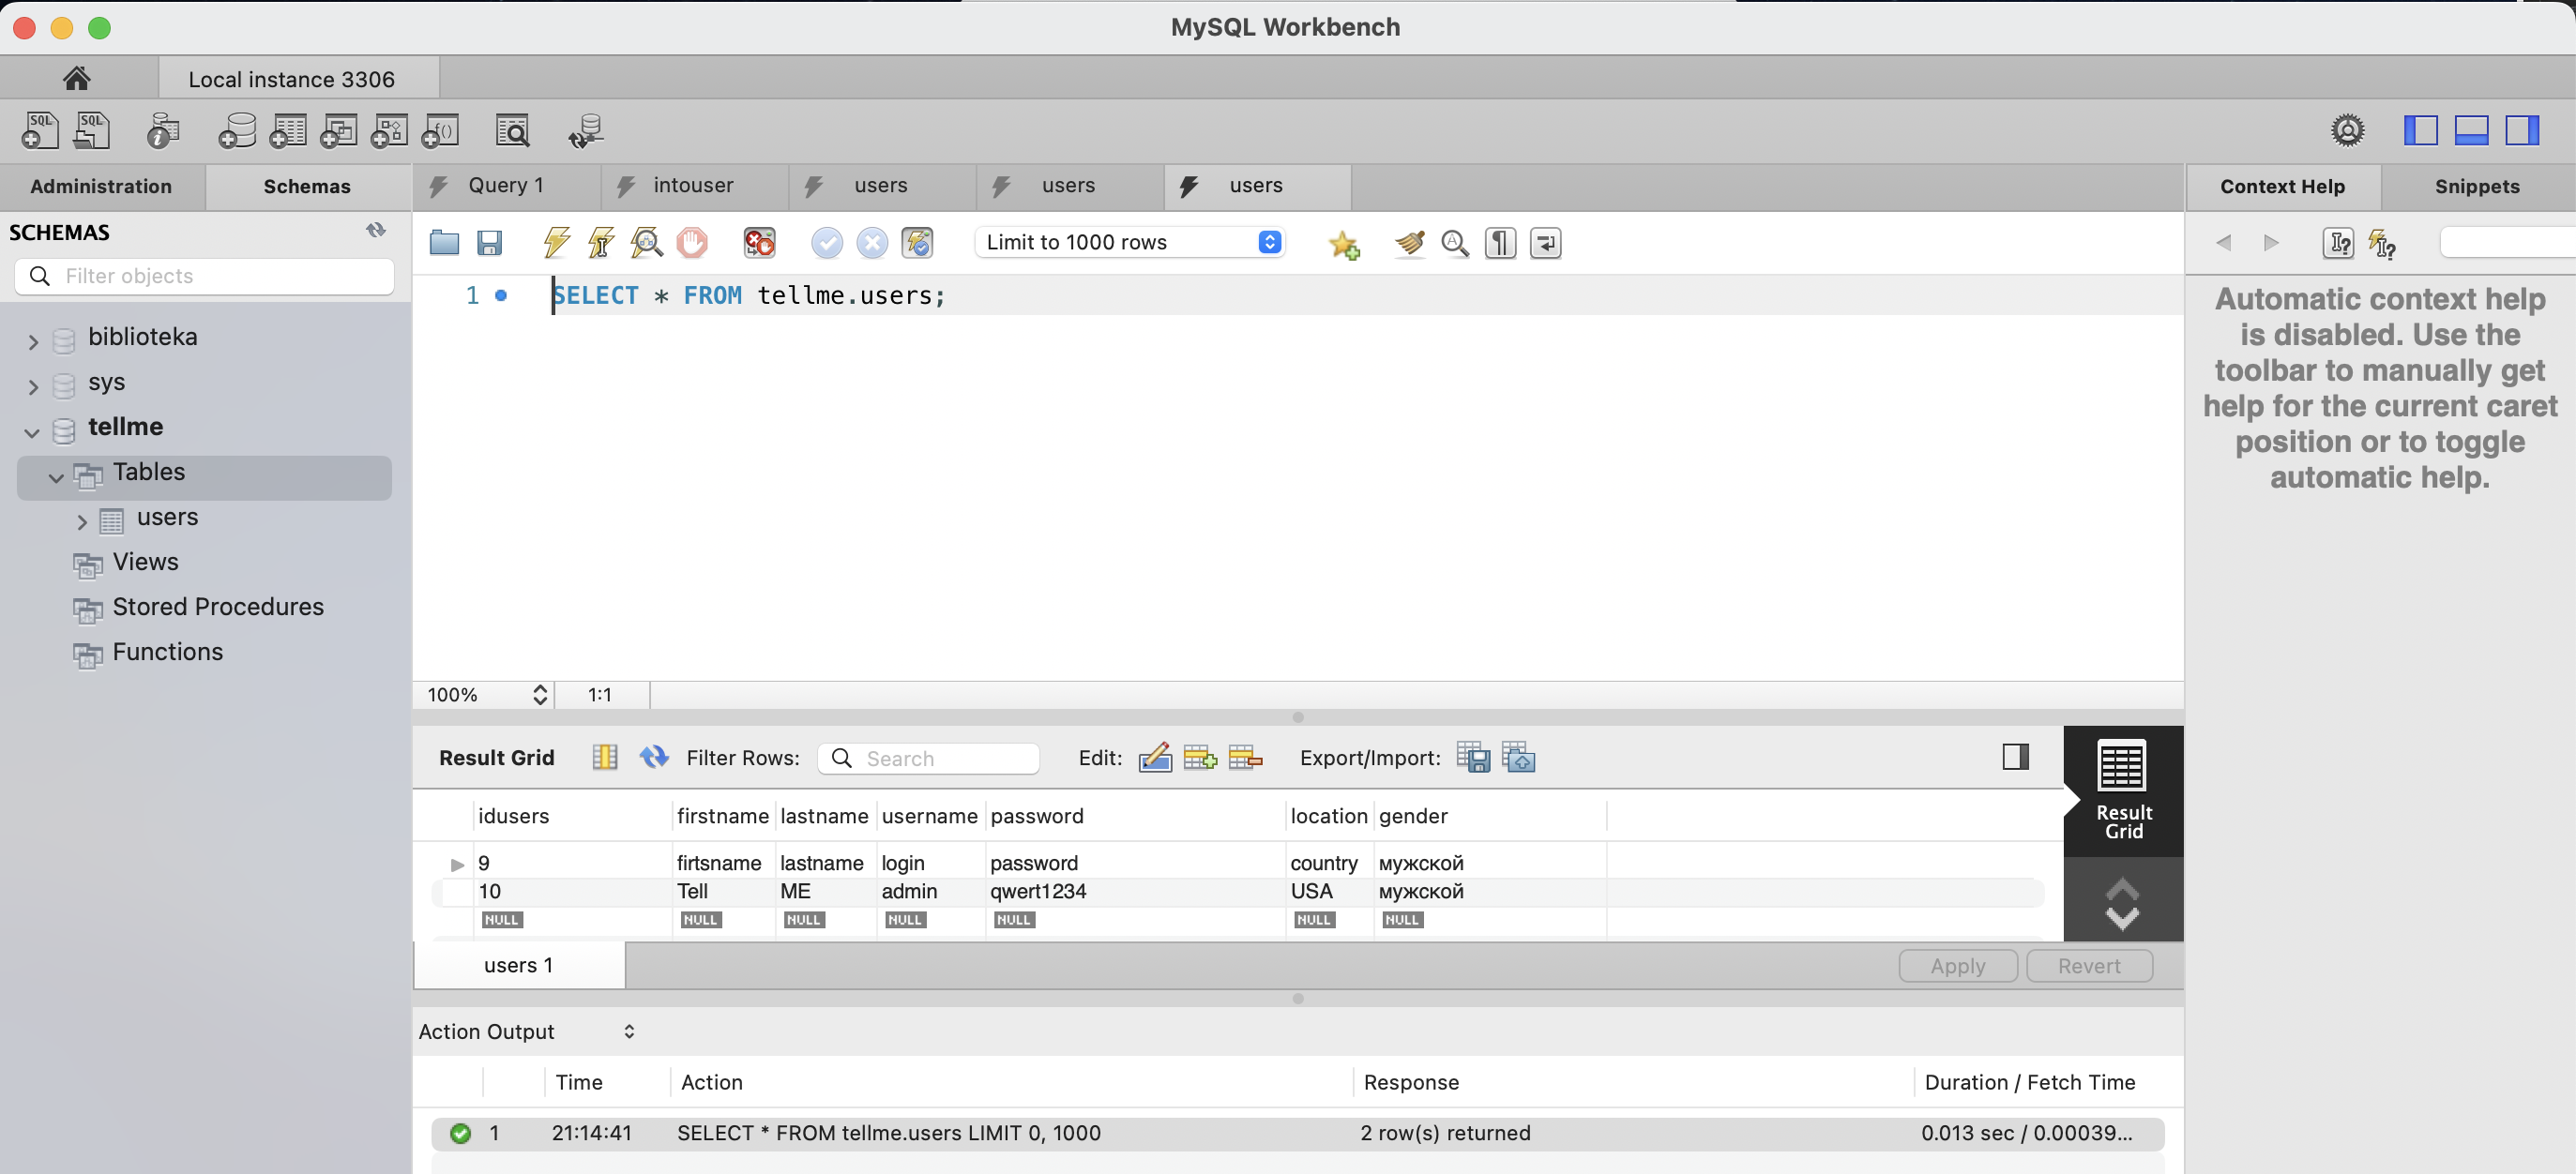 MySQL Workbench
Local instance 3306
Administration Schemas
Query 1 intouser users users users
Context Help Snippets
SCHEMAS
Filter objects
Limit to 1000 rows
1 SELECT * FROM tellme.users;
biblioteka
sys
tellme
Tables
users
Views
Stored Procedures
Functions
Automatic context help
is disabled. Use the
toolbar to manually get
help for the current caret
position or to toggle
automatic help.
100% 1:1
Result Grid Filter Rows: Search Edit: Export/Import:
Result
Grid
idusers firstname lastname username password location gender
9 firtsname lastname login password country мужской
10 Tell ME admin qwert1234 USA мужской
NULL NULL NULL NULL NULL NULL NULL
users 1 Apply Revert
Action Output
Time Action Response Duration / Fetch Time
1 21:14:41 SELECT * FROM tellme.users LIMIT 0, 1000 2 row(s) returned 0.013 sec / 0.00039...